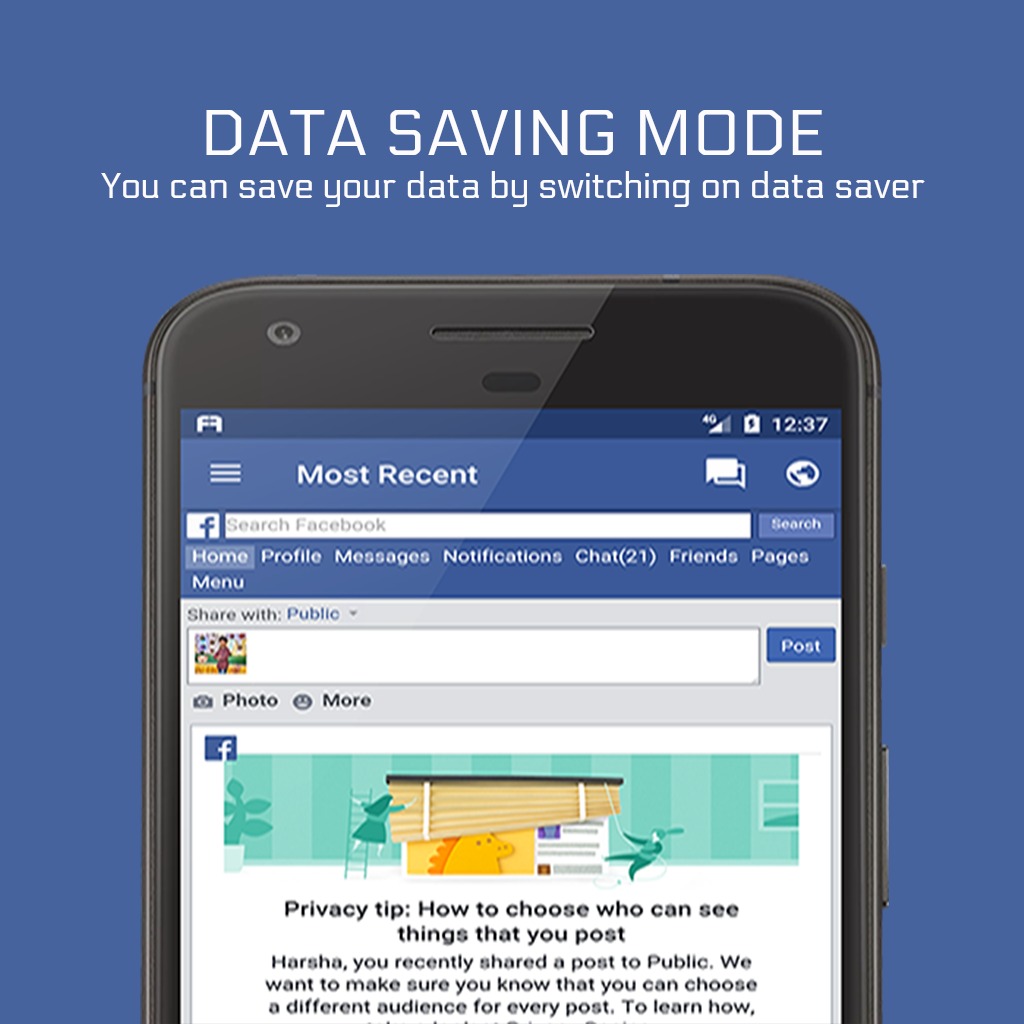 DATA SAVING MODE
You can save your data by switching on data saver
4G 12:37
Most Recent
f Search Facebook Search
Home Profile Messages Notifications Chat(21) Friends Pages
Menu
Share with: Public
Post
Photo More
f
Privacy tip: How to choose who can see
things that you post
Harsha, you recently shared a post to Public. We
want to make sure you know that you can choose
a different audience for every post. To learn how,